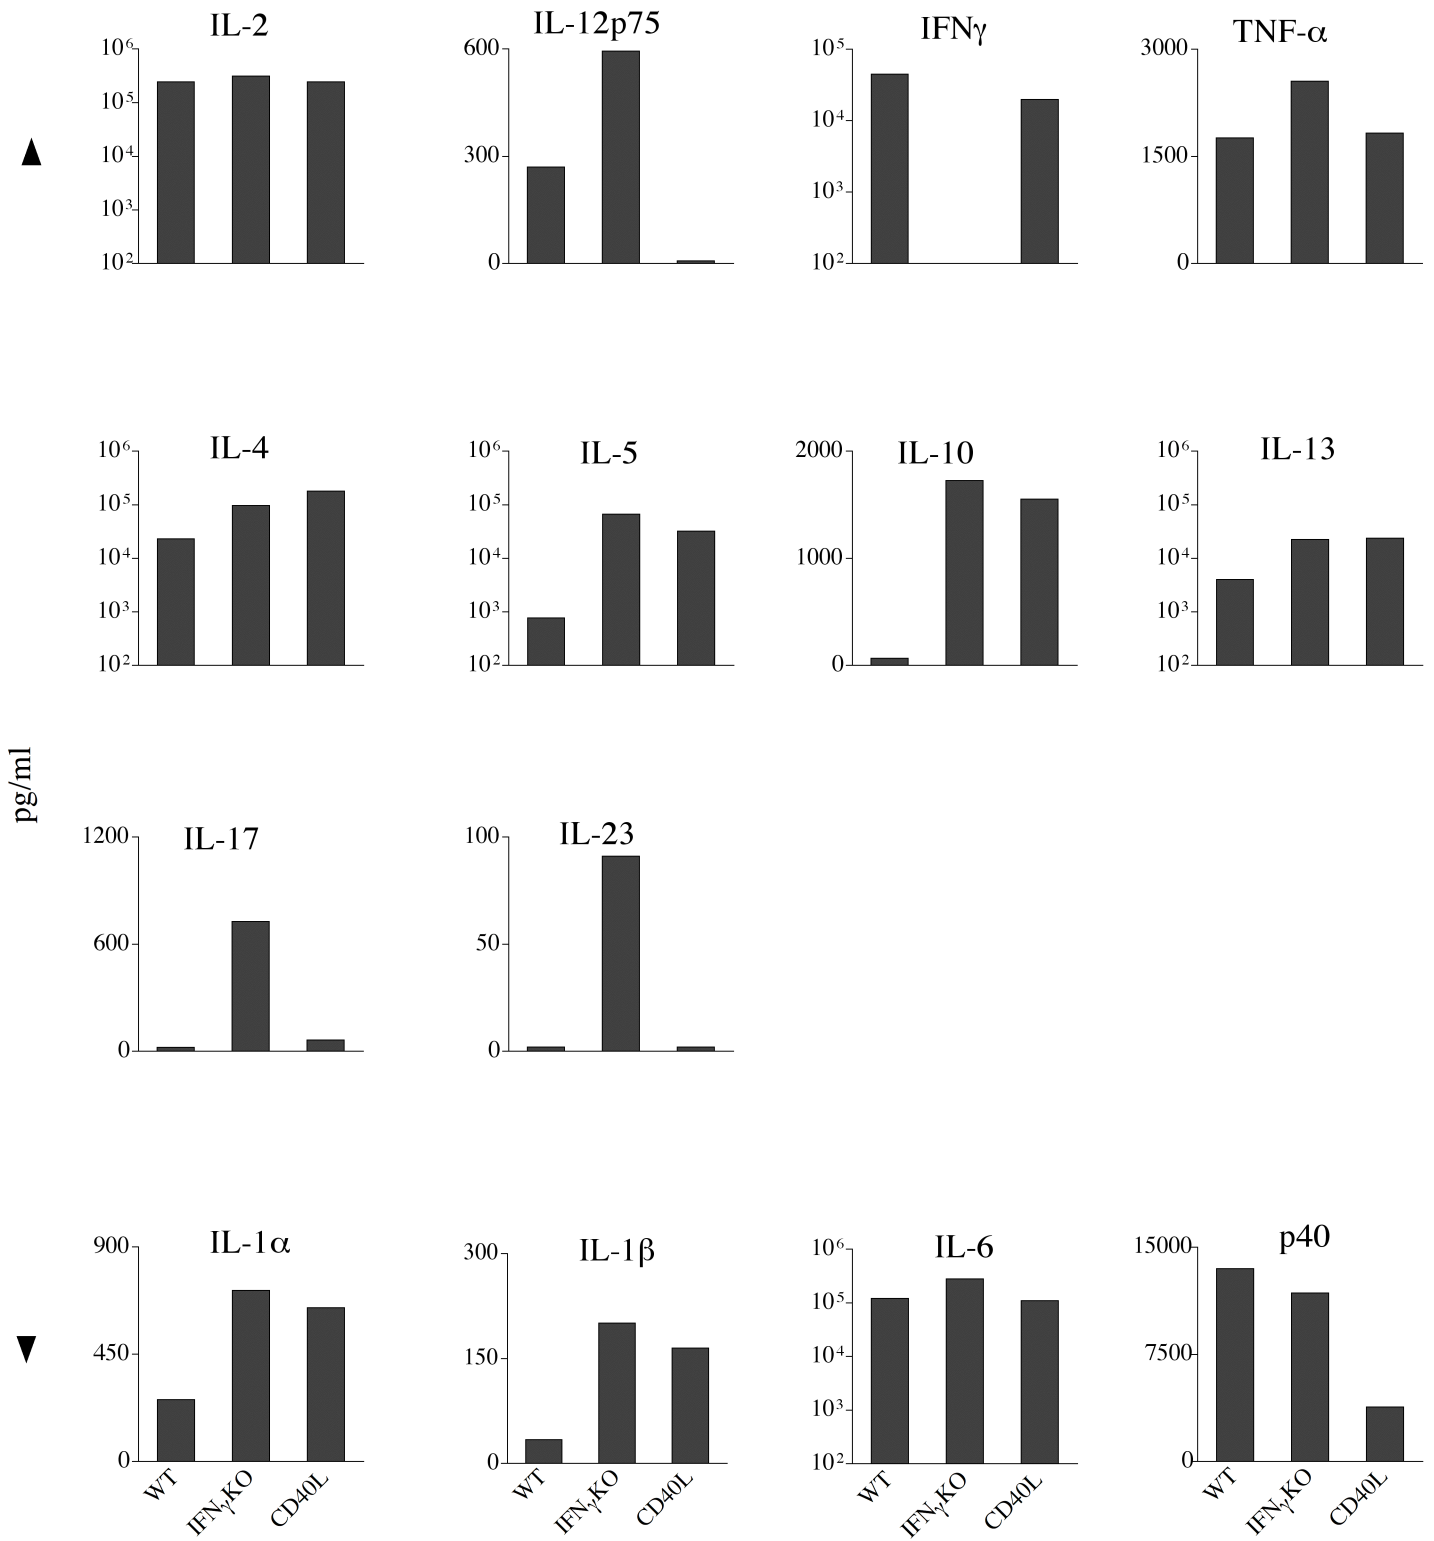 IL-2
10⁶
10⁵
10⁴
10³
10²
IL-12p75
600
300
0
IFNγ
10⁵
10⁴
10³
10²
TNF-α
3000
1500
0
IL-4
10⁶
10⁵
10⁴
10³
10²
IL-5
10⁶
10⁵
10⁴
10³
10²
IL-10
2000
1000
0
IL-13
10⁶
10⁵
10⁴
10³
10²
pg/ml
IL-17
1200
600
0
IL-23
100
50
0
IL-1α
900
450
0
WT
IFNγKO
CD40L
IL-1β
300
150
0
WT
IFNγKO
CD40L
IL-6
10⁶
10⁵
10⁴
10³
10²
WT
IFNγKO
CD40L
p40
15000
7500
0
WT
IFNγKO
CD40L